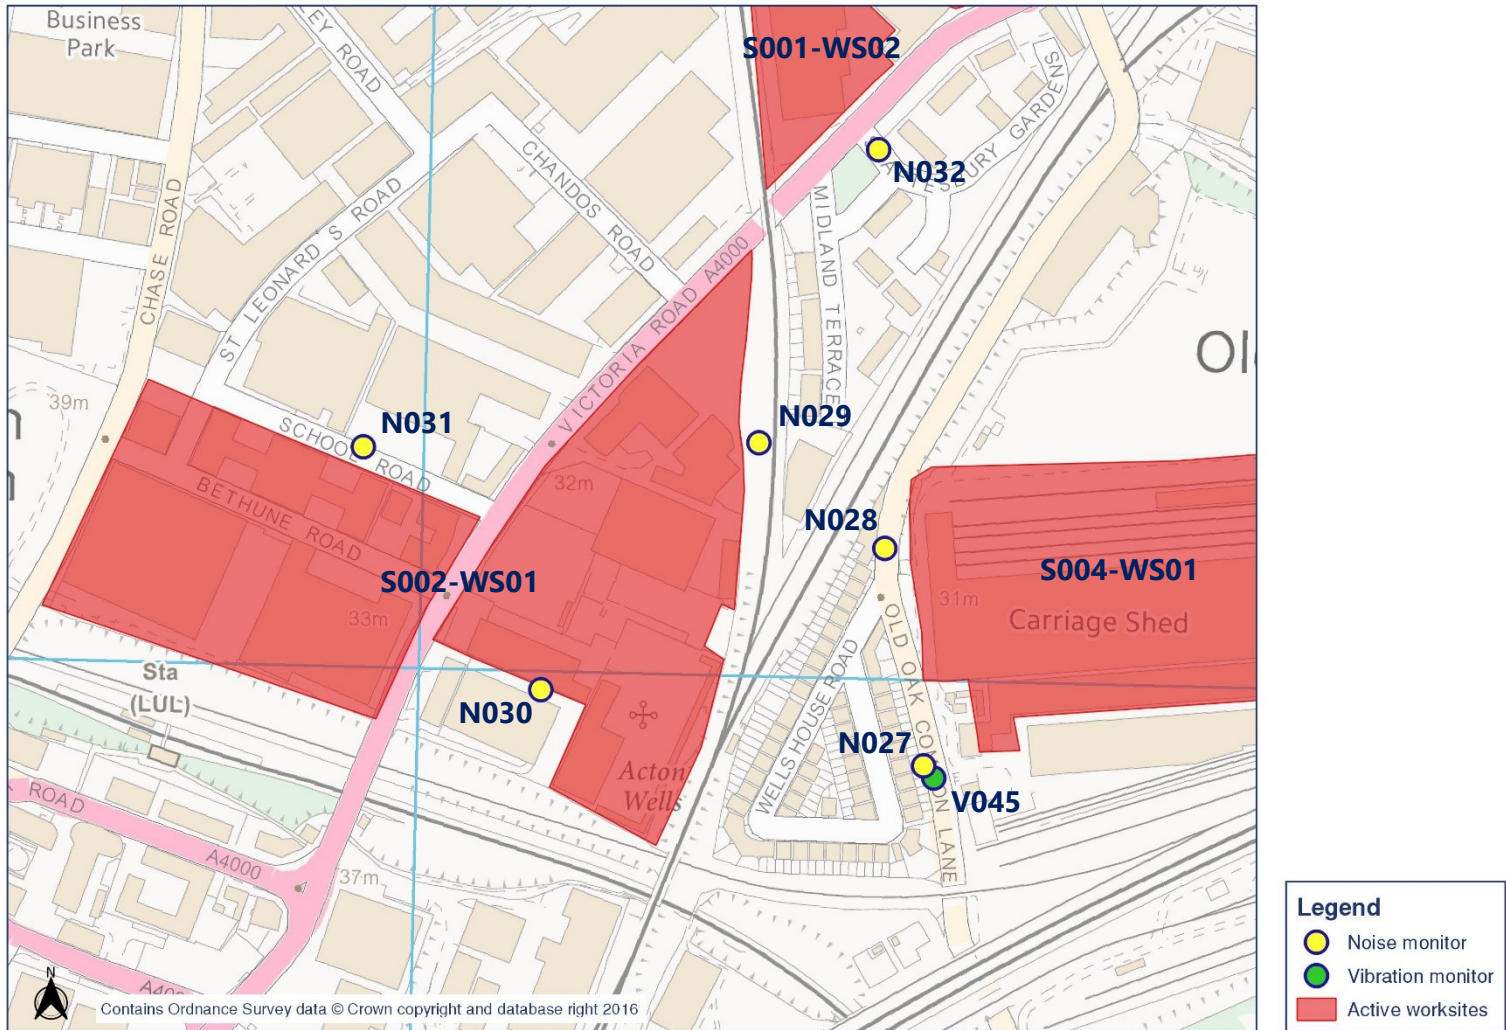 Business
Park
LEY ROAD
S001-WS02
CHANDOS ROAD
N032
GARDENS
CHASE ROAD
ST LEONARD'S ROAD
MIDLAND TERRACE
VICTORIA ROAD A4000
39m
N031
SCHOOL ROAD
N029
32m
BETHUNE ROAD
N028
S002-WS01
33m
S004-WS01
31m
Carriage Shed
OLD OAK COMMON LANE
WELLS HOUSE ROAD
Sta
(LUL)
N030
N027
V045
Acton
Wells
ROAD
A4000
37m
N
Contains Ordnance Survey data © Crown copyright and database right 2016
Legend
Noise monitor
Vibration monitor
Active worksites